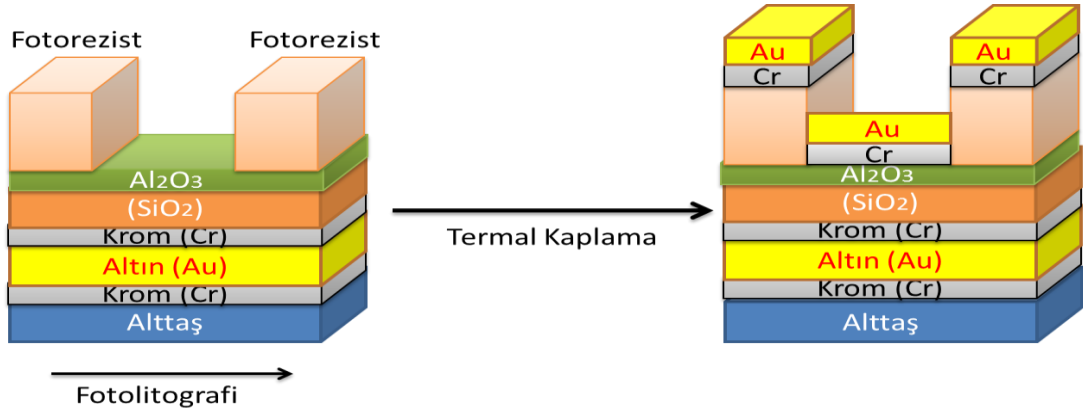 Fotorezist
Fotorezist
Al2O3
(SiO2)
Krom (Cr)
Altın (Au)
Krom (Cr)
Alttaş
Fotolitografi
Termal Kaplama
Au
Au
Cr
Cr
Au
Cr
Al2O3
(SiO2)
Krom (Cr)
Altın (Au)
Krom (Cr)
Alttaş